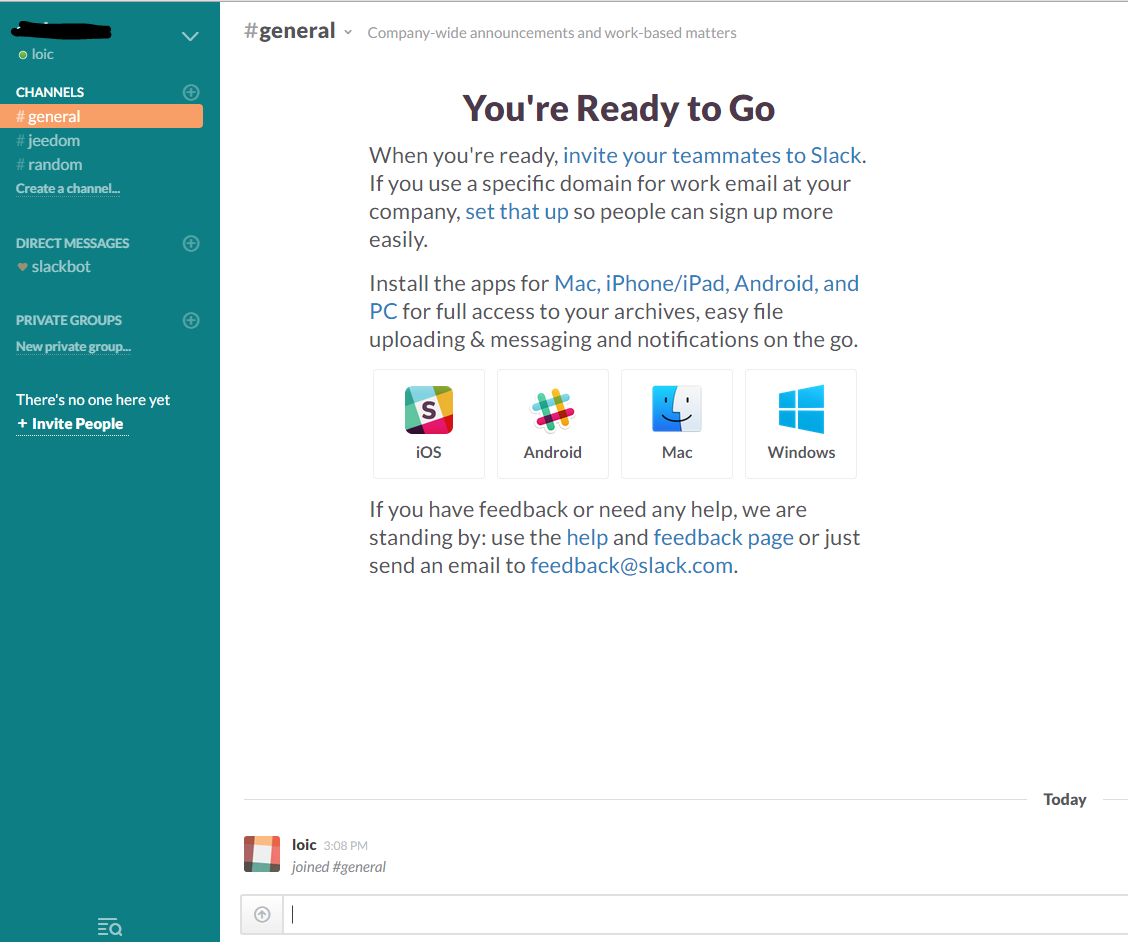 loic
CHANNELS
# general
# jeedom
# random
Create a channel...
DIRECT MESSAGES
slackbot
PRIVATE GROUPS
New private group...
There's no one here yet
+ Invite People
#general
Company-wide announcements and work-based matters
You're Ready to Go
When you're ready, invite your teammates to Slack.
If you use a specific domain for work email at your
company, set that up so people can sign up more
easily.
Install the apps for Mac, iPhone/iPad, Android, and
PC for full access to your archives, easy file
uploading & messaging and notifications on the go.
S
iOS
Android
Mac
Windows
If you have feedback or need any help, we are
standing by: use the help and feedback page or just
send an email to feedback@slack.com.
Today
loic 3:08 PM
joined #general